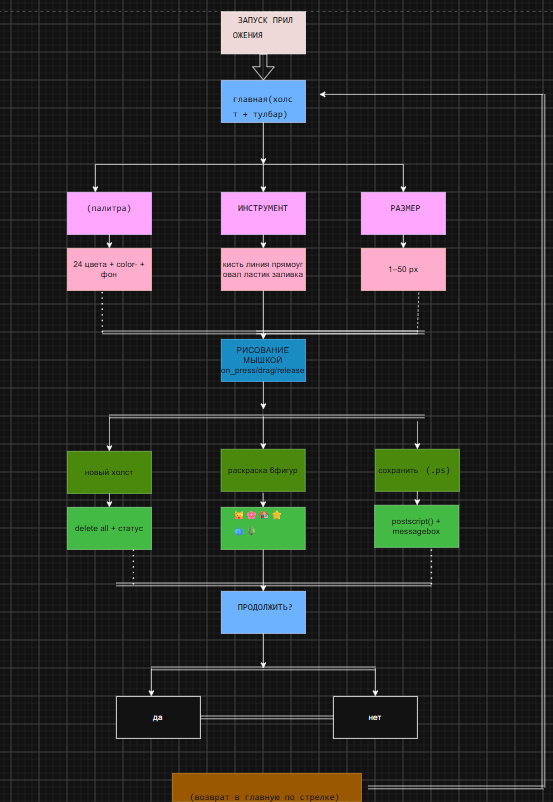 ЗАПУСК ПРИЛ
ОЖЕНИЯ
главная(холс
т + тулбар)
(палитра)
ИНСТРУМЕНТ
РАЗМЕР
24 цвета + color- +
фон
кисть линия прямоуг
овал ластик заливка
1–50 px
РИСОВАНИЕ
МЫШКОЙ
on_press/drag/release
новый холст
раскраска 6фигур
сохранить (.ps)
delete all + статус
postscript() +
messagebox
ПРОДОЛЖИТЬ?
да
нет
(возврат в главную по стрелке)